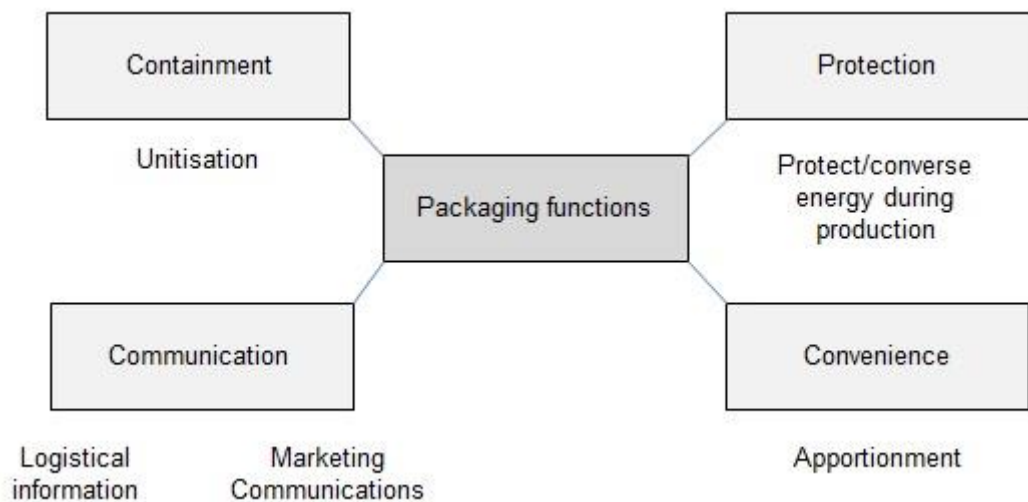 Containment
Protection
Unitisation
Packaging functions
Protect/converse
energy during
production
Communication
Convenience
Logistical
information
Marketing
Communications
Apportionment